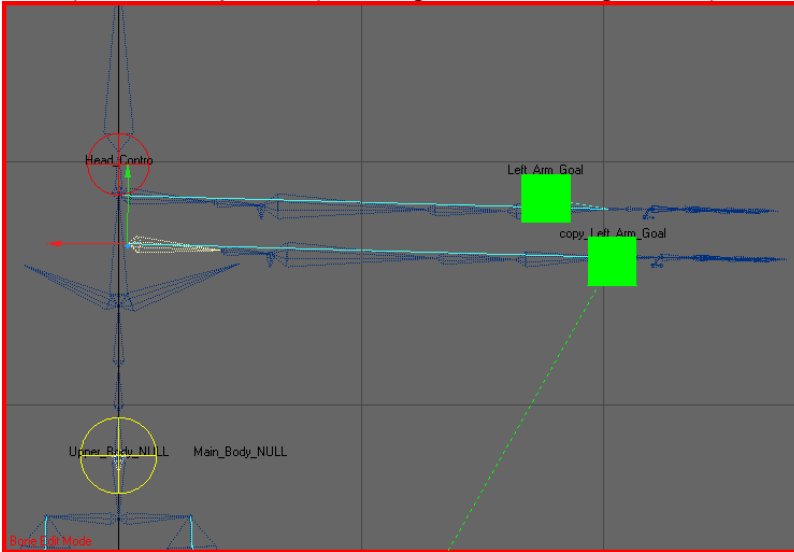 Head_Contro
Left_Arm_Goal
copy_Left_Arm_Goal
Upper_Body_NULL
Main_Body_NULL
Bone Edit Mode